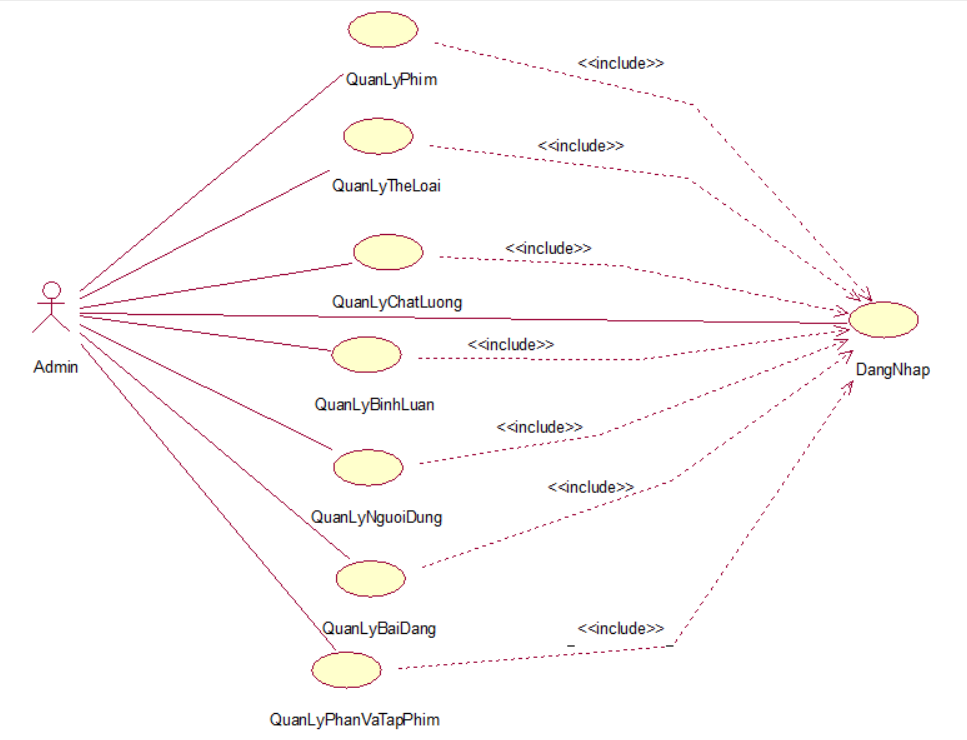 <<include>>
QuanLyPhim
<<include>>
QuanLyTheLoai
<<include>>
QuanLyChatLuong
<<include>>
Admin
DangNhap
QuanLyBinhLuan
<<include>>
QuanLyNguoiDung
<<include>>
QuanLyBaiDang
<<include>>
QuanLyPhanVaTapPhim